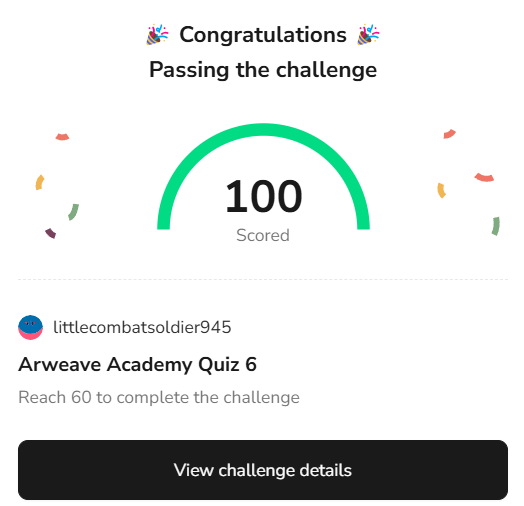 🎉 Congratulations 🎉
Passing the challenge
100
Scored
littlecombatsoldier945
Arweave Academy Quiz 6
Reach 60 to complete the challenge
View challenge details